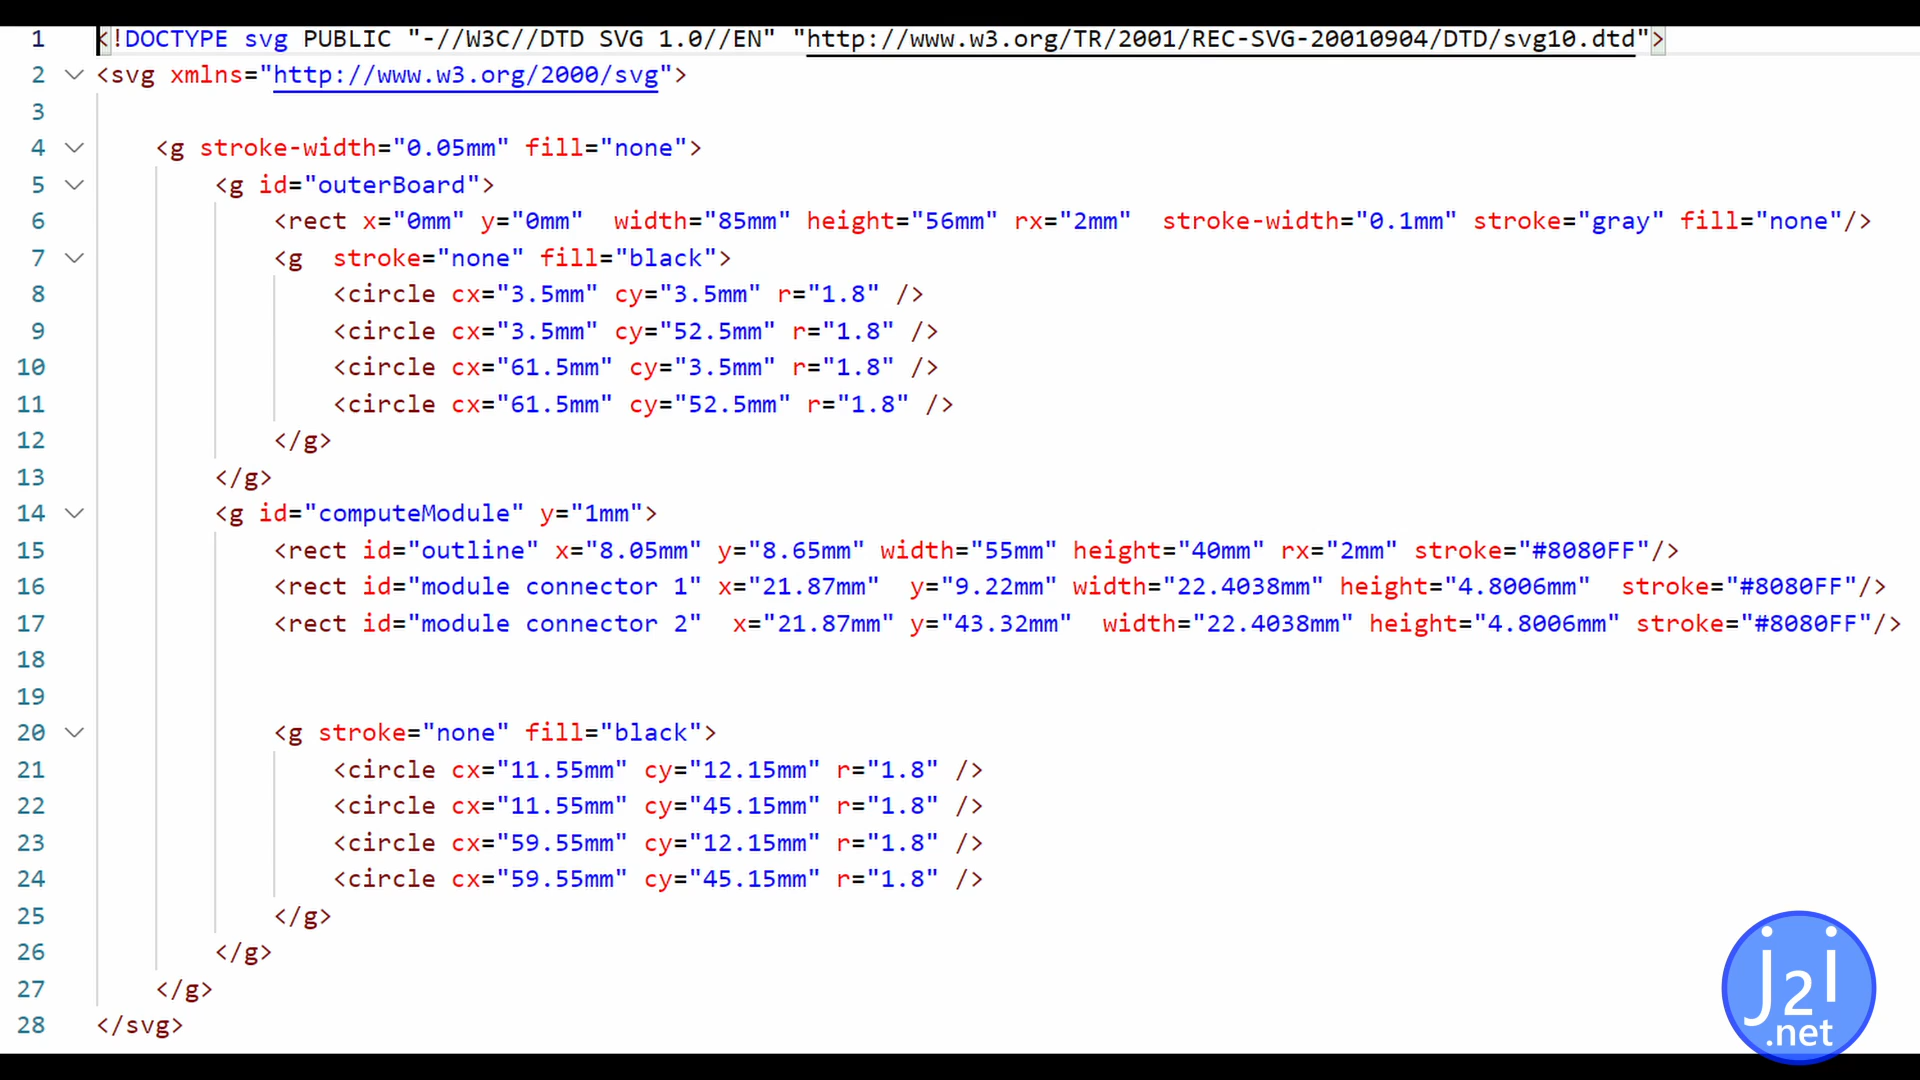 1 <!DOCTYPE svg PUBLIC "-//W3C//DTD SVG 1.0//EN" "http://www.w3.org/TR/2001/REC-SVG-20010904/DTD/svg10.dtd">
2 <svg xmlns="http://www.w3.org/2000/svg">
3
4 <g stroke-width="0.05mm" fill="none">
5 <g id="outerBoard">
6 <rect x="0mm" y="0mm"  width="85mm" height="56mm" rx="2mm"  stroke-width="0.1mm" stroke="gray" fill="none"/>
7 <g  stroke="none" fill="black">
8 <circle cx="3.5mm" cy="3.5mm" r="1.8" />
9 <circle cx="3.5mm" cy="52.5mm" r="1.8" />
10 <circle cx="61.5mm" cy="3.5mm" r="1.8" />
11 <circle cx="61.5mm" cy="52.5mm" r="1.8" />
12 </g>
13 </g>
14 <g id="computeModule" y="1mm">
15 <rect id="outline" x="8.05mm" y="8.65mm" width="55mm" height="40mm" rx="2mm" stroke="#8080FF"/>
16 <rect id="module connector 1" x="21.87mm"  y="9.22mm" width="22.4038mm" height="4.8006mm"  stroke="#8080FF"/>
17 <rect id="module connector 2"  x="21.87mm" y="43.32mm"  width="22.4038mm" height="4.8006mm" stroke="#8080FF"/>
18
19
20 <g stroke="none" fill="black">
21 <circle cx="11.55mm" cy="12.15mm" r="1.8" />
22 <circle cx="11.55mm" cy="45.15mm" r="1.8" />
23 <circle cx="59.55mm" cy="12.15mm" r="1.8" />
24 <circle cx="59.55mm" cy="45.15mm" r="1.8" />
25 </g>
26 </g>
27 </g>
28 </svg>
j2i
.net